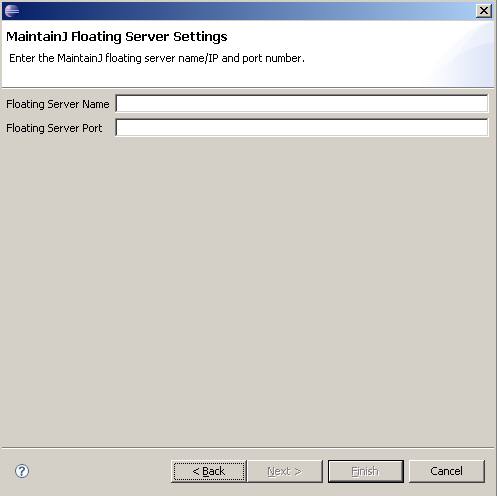 MaintainJ Floating Server Settings
Enter the MaintainJ floating server name/IP and port number.
Floating Server Name
Floating Server Port
? < Back Next > Finish Cancel